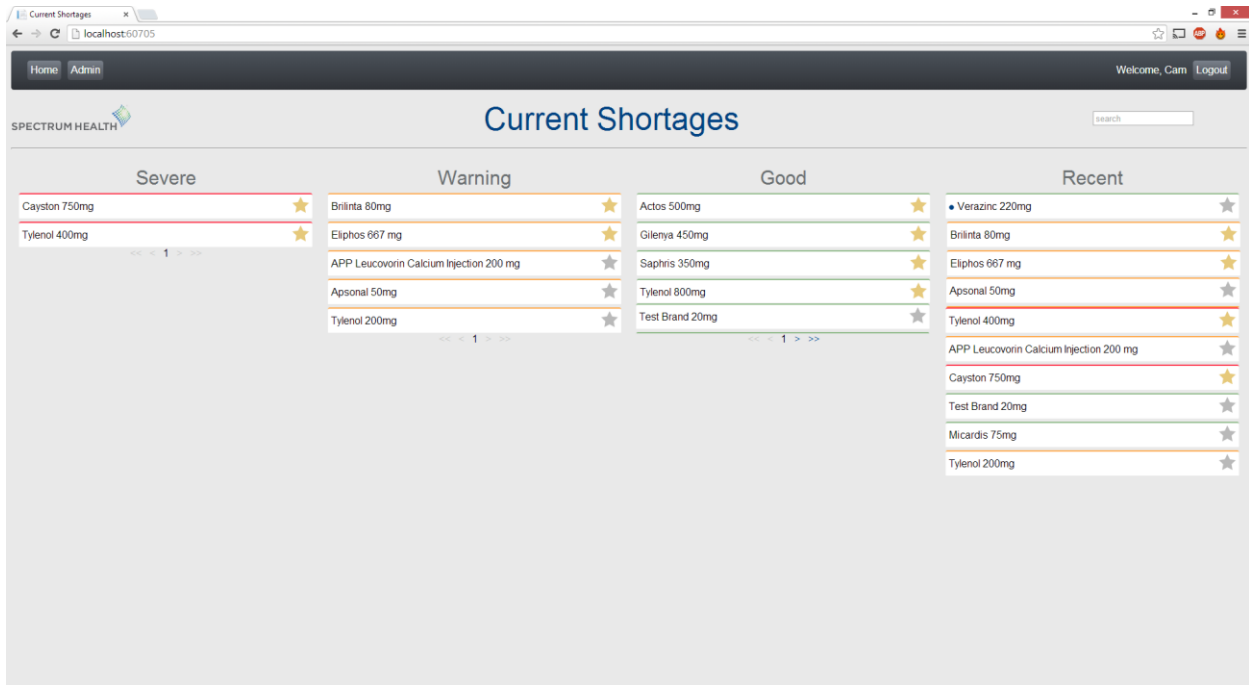 Current Shortages
localhost:60705
ABP
Home Admin
Welcome, Cam Logout
SPECTRUM HEALTH
Current Shortages
search
Severe
Cayston 750mg
Tylenol 400mg
<< < 1 > >>
Warning
Brilinta 80mg
Eliphos 667 mg
APP Leucovorin Calcium Injection 200 mg
Apsonal 50mg
Tylenol 200mg
<< < 1 > >>
Good
Actos 500mg
Gilenya 450mg
Saphris 350mg
Tylenol 800mg
Test Brand 20mg
<< < 1 > >>
Recent
• Verazinc 220mg
Brilinta 80mg
Eliphos 667 mg
Apsonal 50mg
Tylenol 400mg
APP Leucovorin Calcium Injection 200 mg
Cayston 750mg
Test Brand 20mg
Micardis 75mg
Tylenol 200mg